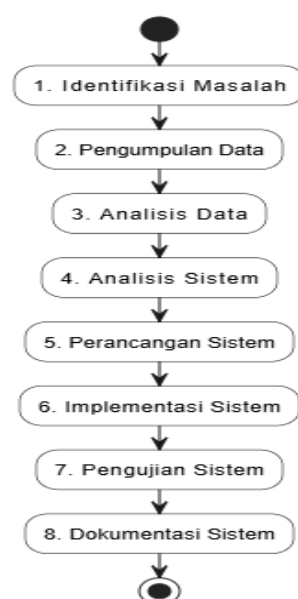 1. Identifikasi Masalah
2. Pengumpulan Data
3. Analisis Data
4. Analisis Sistem
5. Perancangan Sistem
6. Implementasi Sistem
7. Pengujian Sistem
8. Dokumentasi Sistem